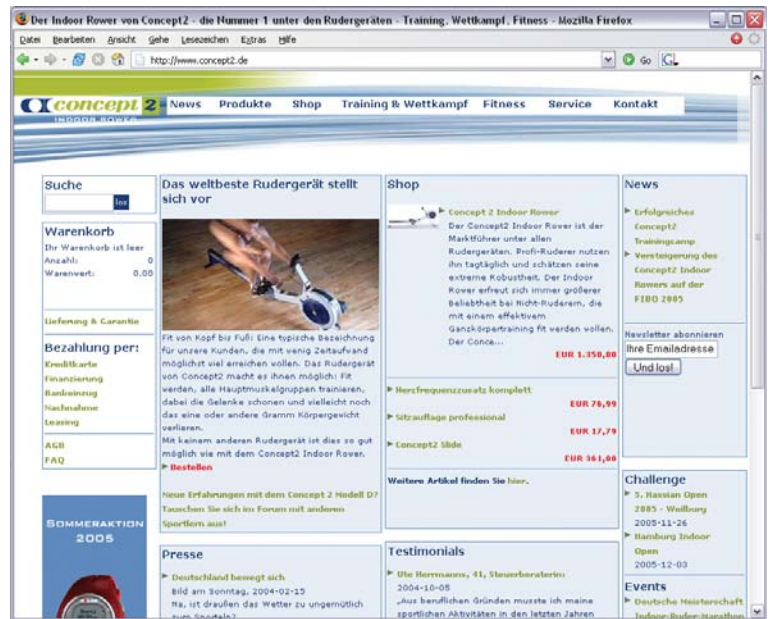 Der Indoor Rower von Concept2 - die Nummer 1 unter den Rudergeräten - Training, Wettkampf, Fitness - Mozilla Firefox
Datei Bearbeiten Ansicht Gehe Lesezeichen Extras Hilfe
http://www.concept2.de
Go
concept 2
INDOOR ROWER
News Produkte Shop Training & Wettkampf Fitness Service Kontakt
Suche
los
Warenkorb
Ihr Warenkorb ist leer
Anzahl: 0
Warenwert: 0.00
Lieferung & Garantie
Bezahlung per:
Kreditkarte
Finanzierung
Bankeinzug
Nachnahme
Leasing
AGB
FAQ
SOMMERAKTION
2005
Das weltbeste Rudergerät stellt
sich vor
Fit von Kopf bis Fuß: Eine typische Bezeichnung
für unsere Kunden, die mit wenig Zeitaufwand
möglichst viel erreichen wollen. Das Rudergerät
von Concept2 macht es ihnen möglich: Fit
werden, alle Hauptmuskelgruppen trainieren,
dabei die Gelenke schonen und vielleicht noch
das eine oder andere Gramm Körpergewicht
verlieren.
Mit keinem anderen Rudergerät ist dies so gut
möglich wie mit dem Concept2 Indoor Rower.
Bestellen
Neue Erfahrungen mit dem Concept 2 Modell D?
Tauschen Sie sich im Forum mit anderen
Sportlern aus!
Presse
Deutschland bewegt sich
Bild am Sonntag, 2004-02-15
Na, ist draußen das Wetter zu ungemütlich
zum Sporteln?
Shop
Concept 2 Indoor Rower
Der Concept2 Indoor Rower ist der
Marktführer unter allen
Rudergeräten. Profi-Ruderer nutzen
ihn tagtäglich und schätzen seine
extreme Robustheit. Der Indoor
Rower erfreut sich immer größerer
Beliebtheit bei Nicht-Ruderern, die
mit einem effektivem
Ganzkörpertraining fit werden wollen.
Der Conce...
EUR 1.350,00
Herzfrequenzzusatz komplett
EUR 76,99
Sitzauflage professional
EUR 17,79
Concept2 Slide
EUR 361,00
Weitere Artikel finden Sie hier.
Testimonials
Ute Herrmanns, 41, Steuerberaterin:
2004-10-05
„Aus beruflichen Gründen musste ich meine
sportlichen Aktivitäten in den letzten Jahren
News
Erfolgreiches
Concept2
Trainingscamp
Versteigerung des
Concept2 Indoor
Rowers auf der
FIBO 2005
Newsletter abonnieren
Ihre Emailadresse
Und los!
Challenge
5. Hassian Open
2005 - Weilburg
2005-11-26
Hamburg Indoor
Open
2005-12-03
Events
Deutsche Meisterschaft
Indoor-Ruder-Marathon